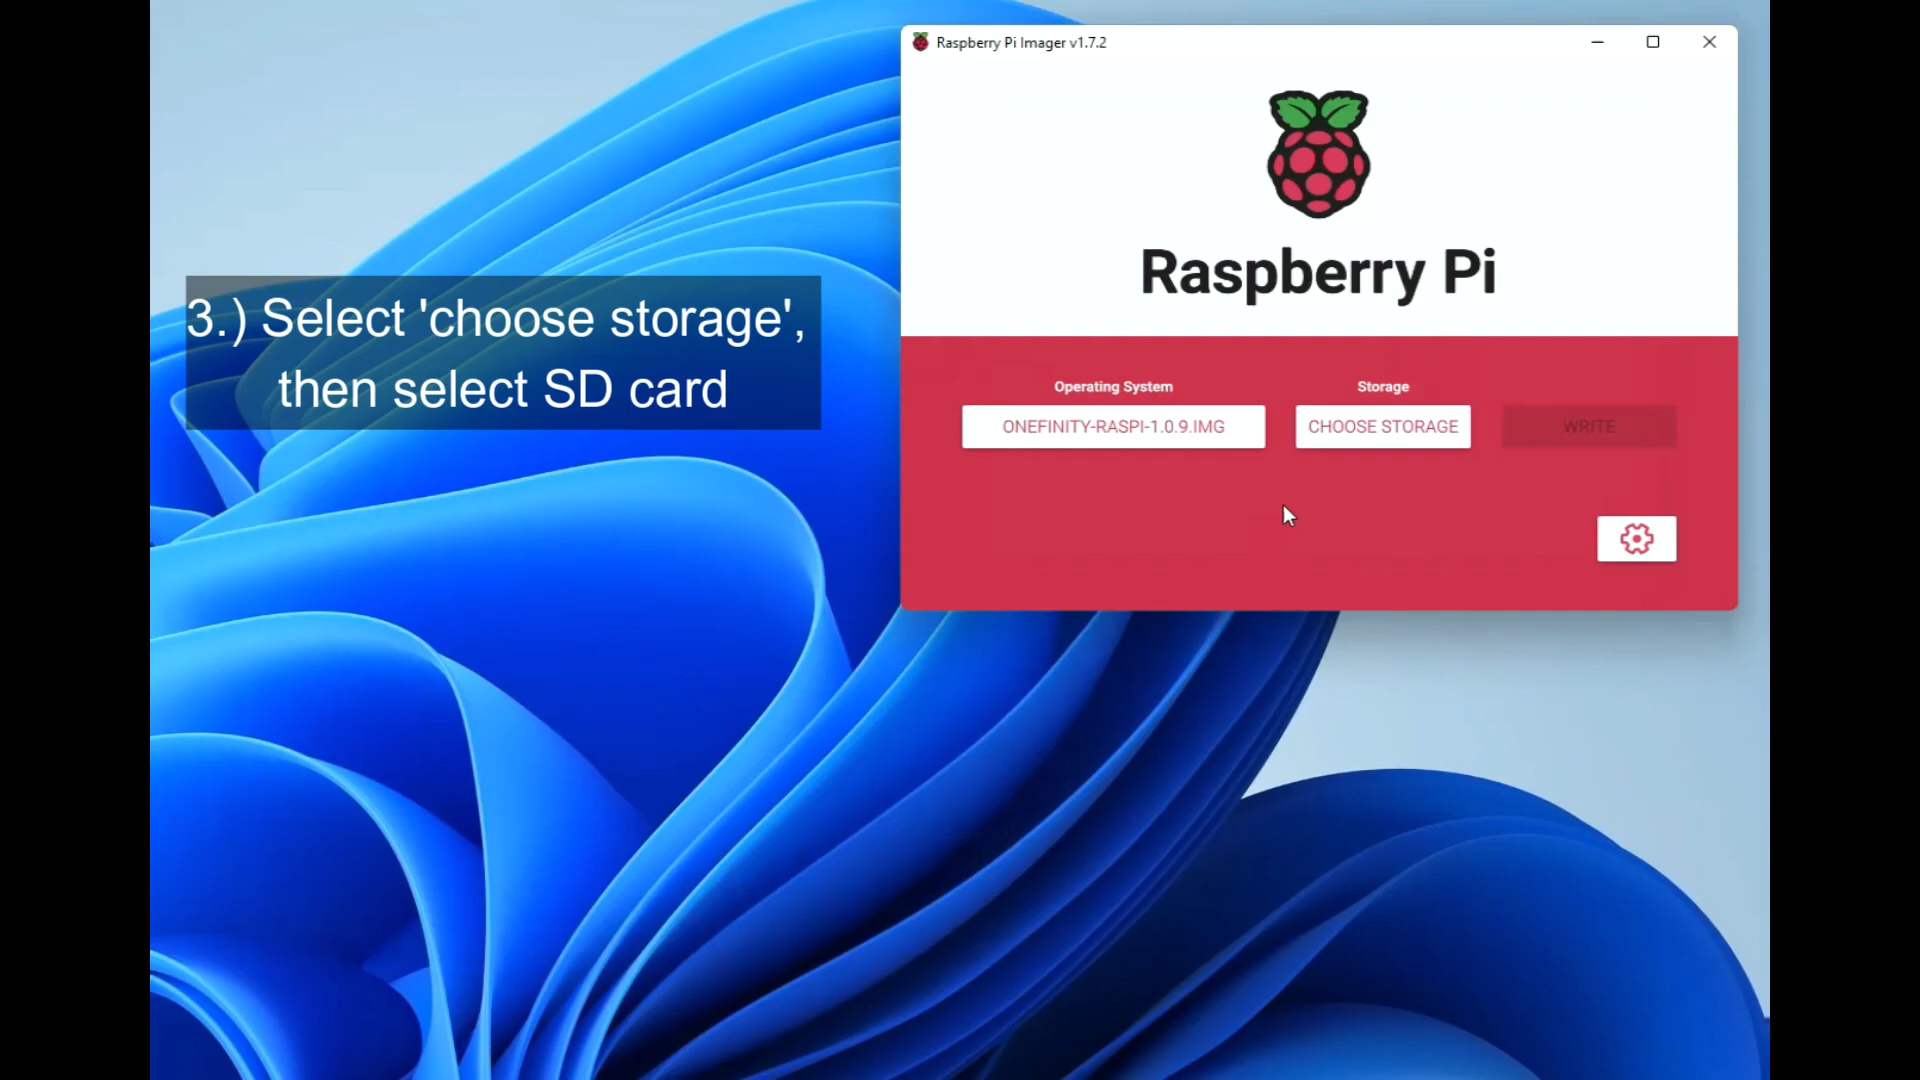 Raspberry Pi Imager v1.7.2
Raspberry Pi
3.) Select 'choose storage',
then select SD card
Operating System
Storage
ONEFINITY-RASPI-1.0.9.IMG
CHOOSE STORAGE
WRITE